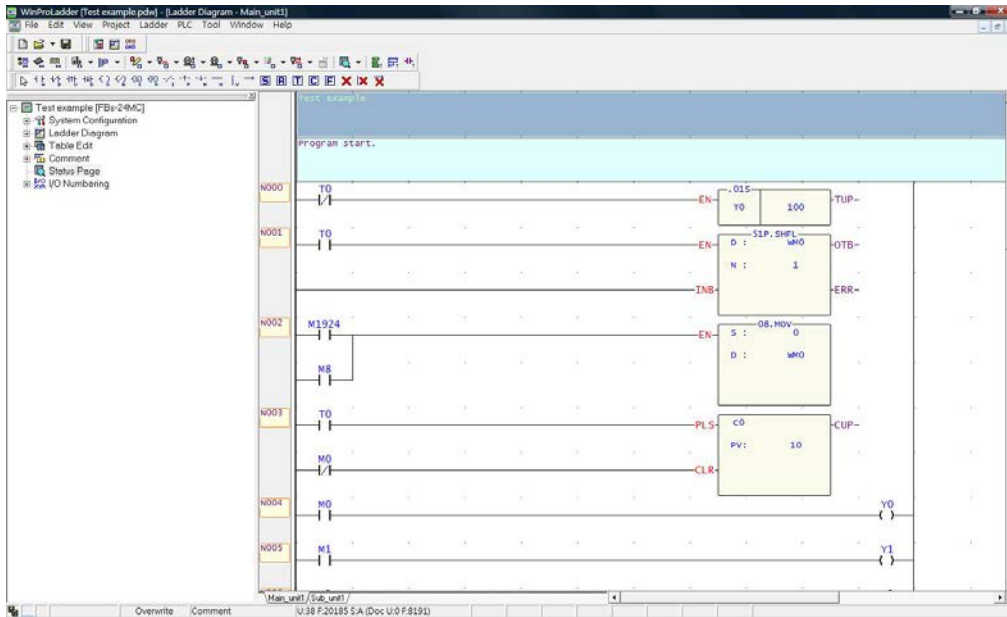 WinProLadder [Test example.pdw] - [Ladder Diagram - Main_unit1]
File Edit View Project Ladder PLC Tool Window Help
S R T C F
Test example [FBs-24MC]
System Configuration
Ladder Diagram
Table Edit
Comment
Status Page
I/O Numbering
Test example
Program start.
N000
T0
EN
.01S
T0 100
TUP
N001
T0
EN
51P.SHFL
D : WM0
OTB
N : 1
INB
ERR
N002
M1924
EN
08.MOV
S : 0
D : WM0
M8
N003
T0
PLS
C0
CUP
PV: 10
M0
CLR
N004
M0
Y0
N005
M1
Y1
Main_unit1 Sub_unit1
Overwrite Comment U:38 F:20185 S:A (Doc U:0 F:8191)